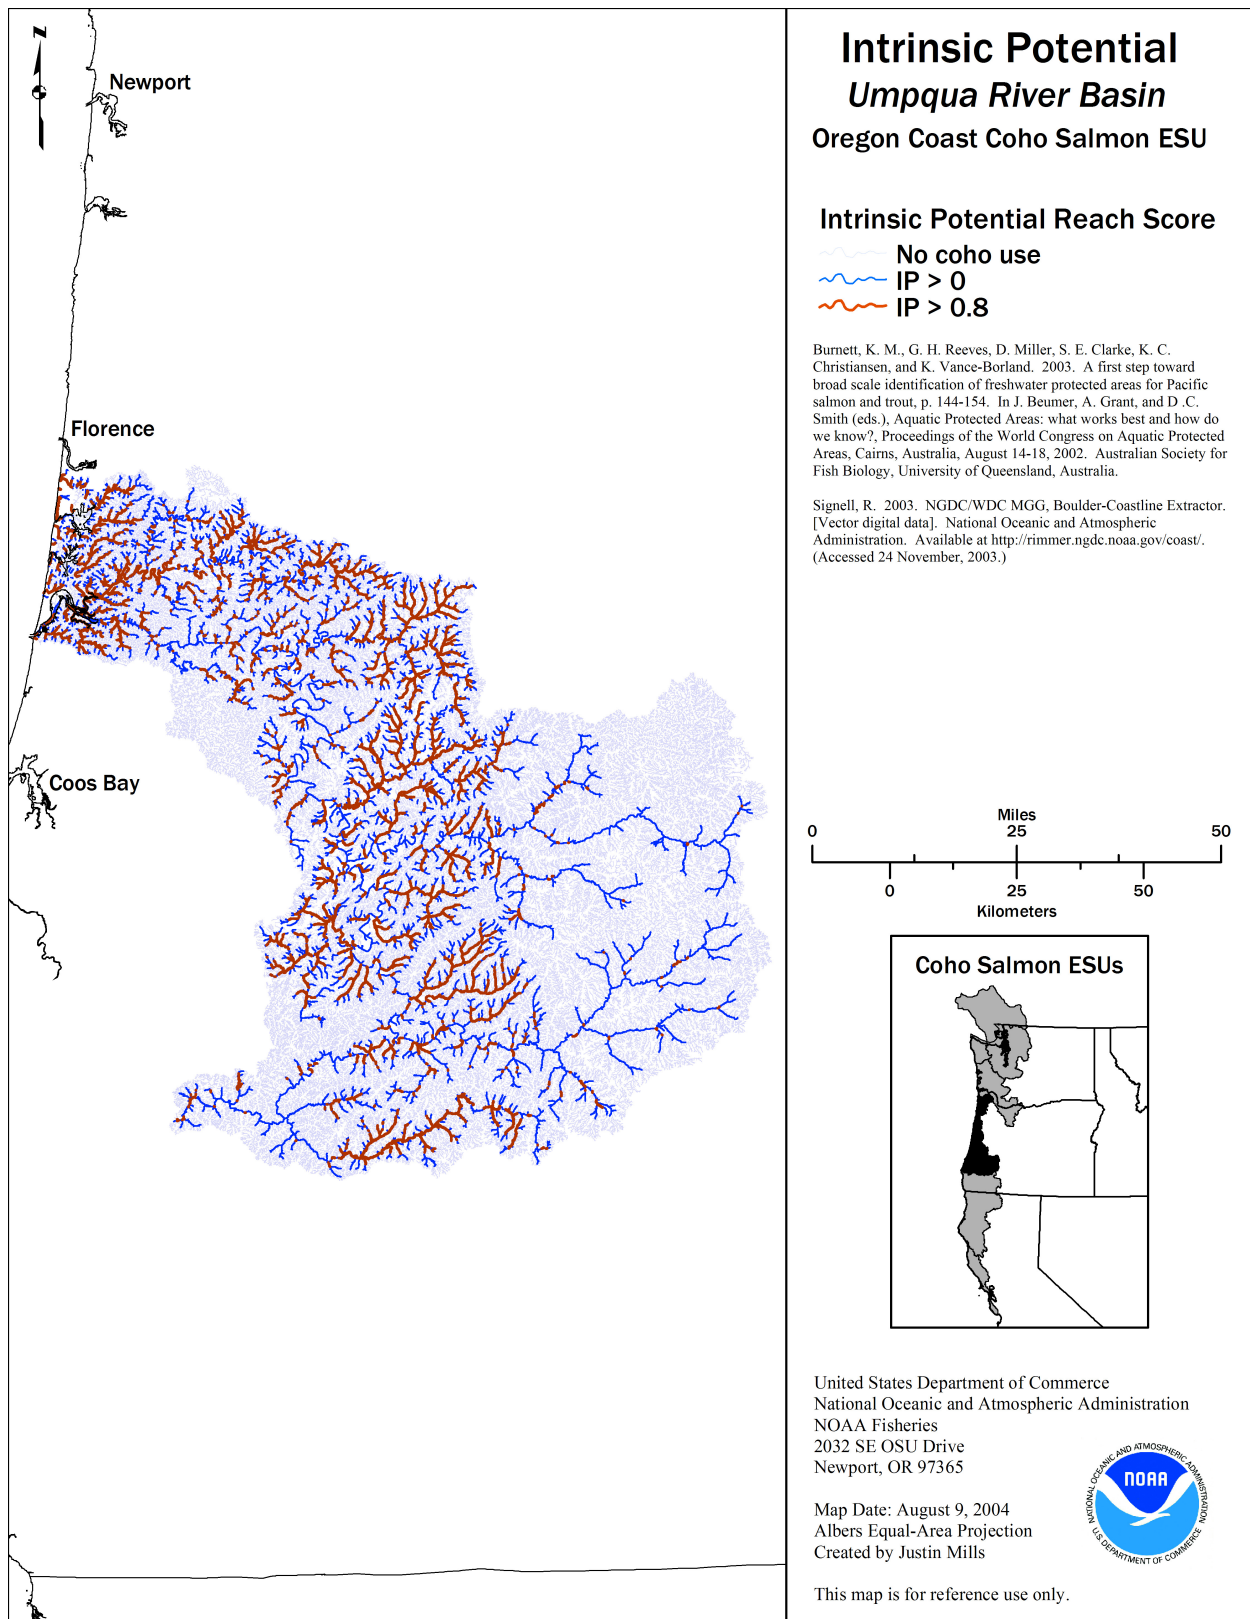 Intrinsic Potential
Umpqua River Basin
Oregon Coast Coho Salmon ESU
Intrinsic Potential Reach Score
No coho use
IP > 0
IP > 0.8
Burnett, K. M., G. H. Reeves, D. Miller, S. E. Clarke, K. C.
Christiansen, and K. Vance-Borland. 2003. A first step toward
broad scale identification of freshwater protected areas for Pacific
salmon and trout, p. 144-154. In J. Beumer, A. Grant, and D .C.
Smith (eds.), Aquatic Protected Areas: what works best and how do
we know?, Proceedings of the World Congress on Aquatic Protected
Areas, Cairns, Australia, August 14-18, 2002. Australian Society for
Fish Biology, University of Queensland, Australia.
Signell, R. 2003. NGDC/WDC MGG, Boulder-Coastline Extractor.
[Vector digital data]. National Oceanic and Atmospheric
Administration. Available at http://rimmer.ngdc.noaa.gov/coast/.
(Accessed 24 November, 2003.)
N
Newport
Florence
Coos Bay
Miles
0 25 50
0 25 50
Kilometers
Coho Salmon ESUs
United States Department of Commerce
National Oceanic and Atmospheric Administration
NOAA Fisheries
2032 SE OSU Drive
Newport, OR 97365
Map Date: August 9, 2004
Albers Equal-Area Projection
Created by Justin Mills
This map is for reference use only.
NATIONAL OCEANIC AND ATMOSPHERIC ADMINISTRATION
NOAA
U.S. DEPARTMENT OF COMMERCE